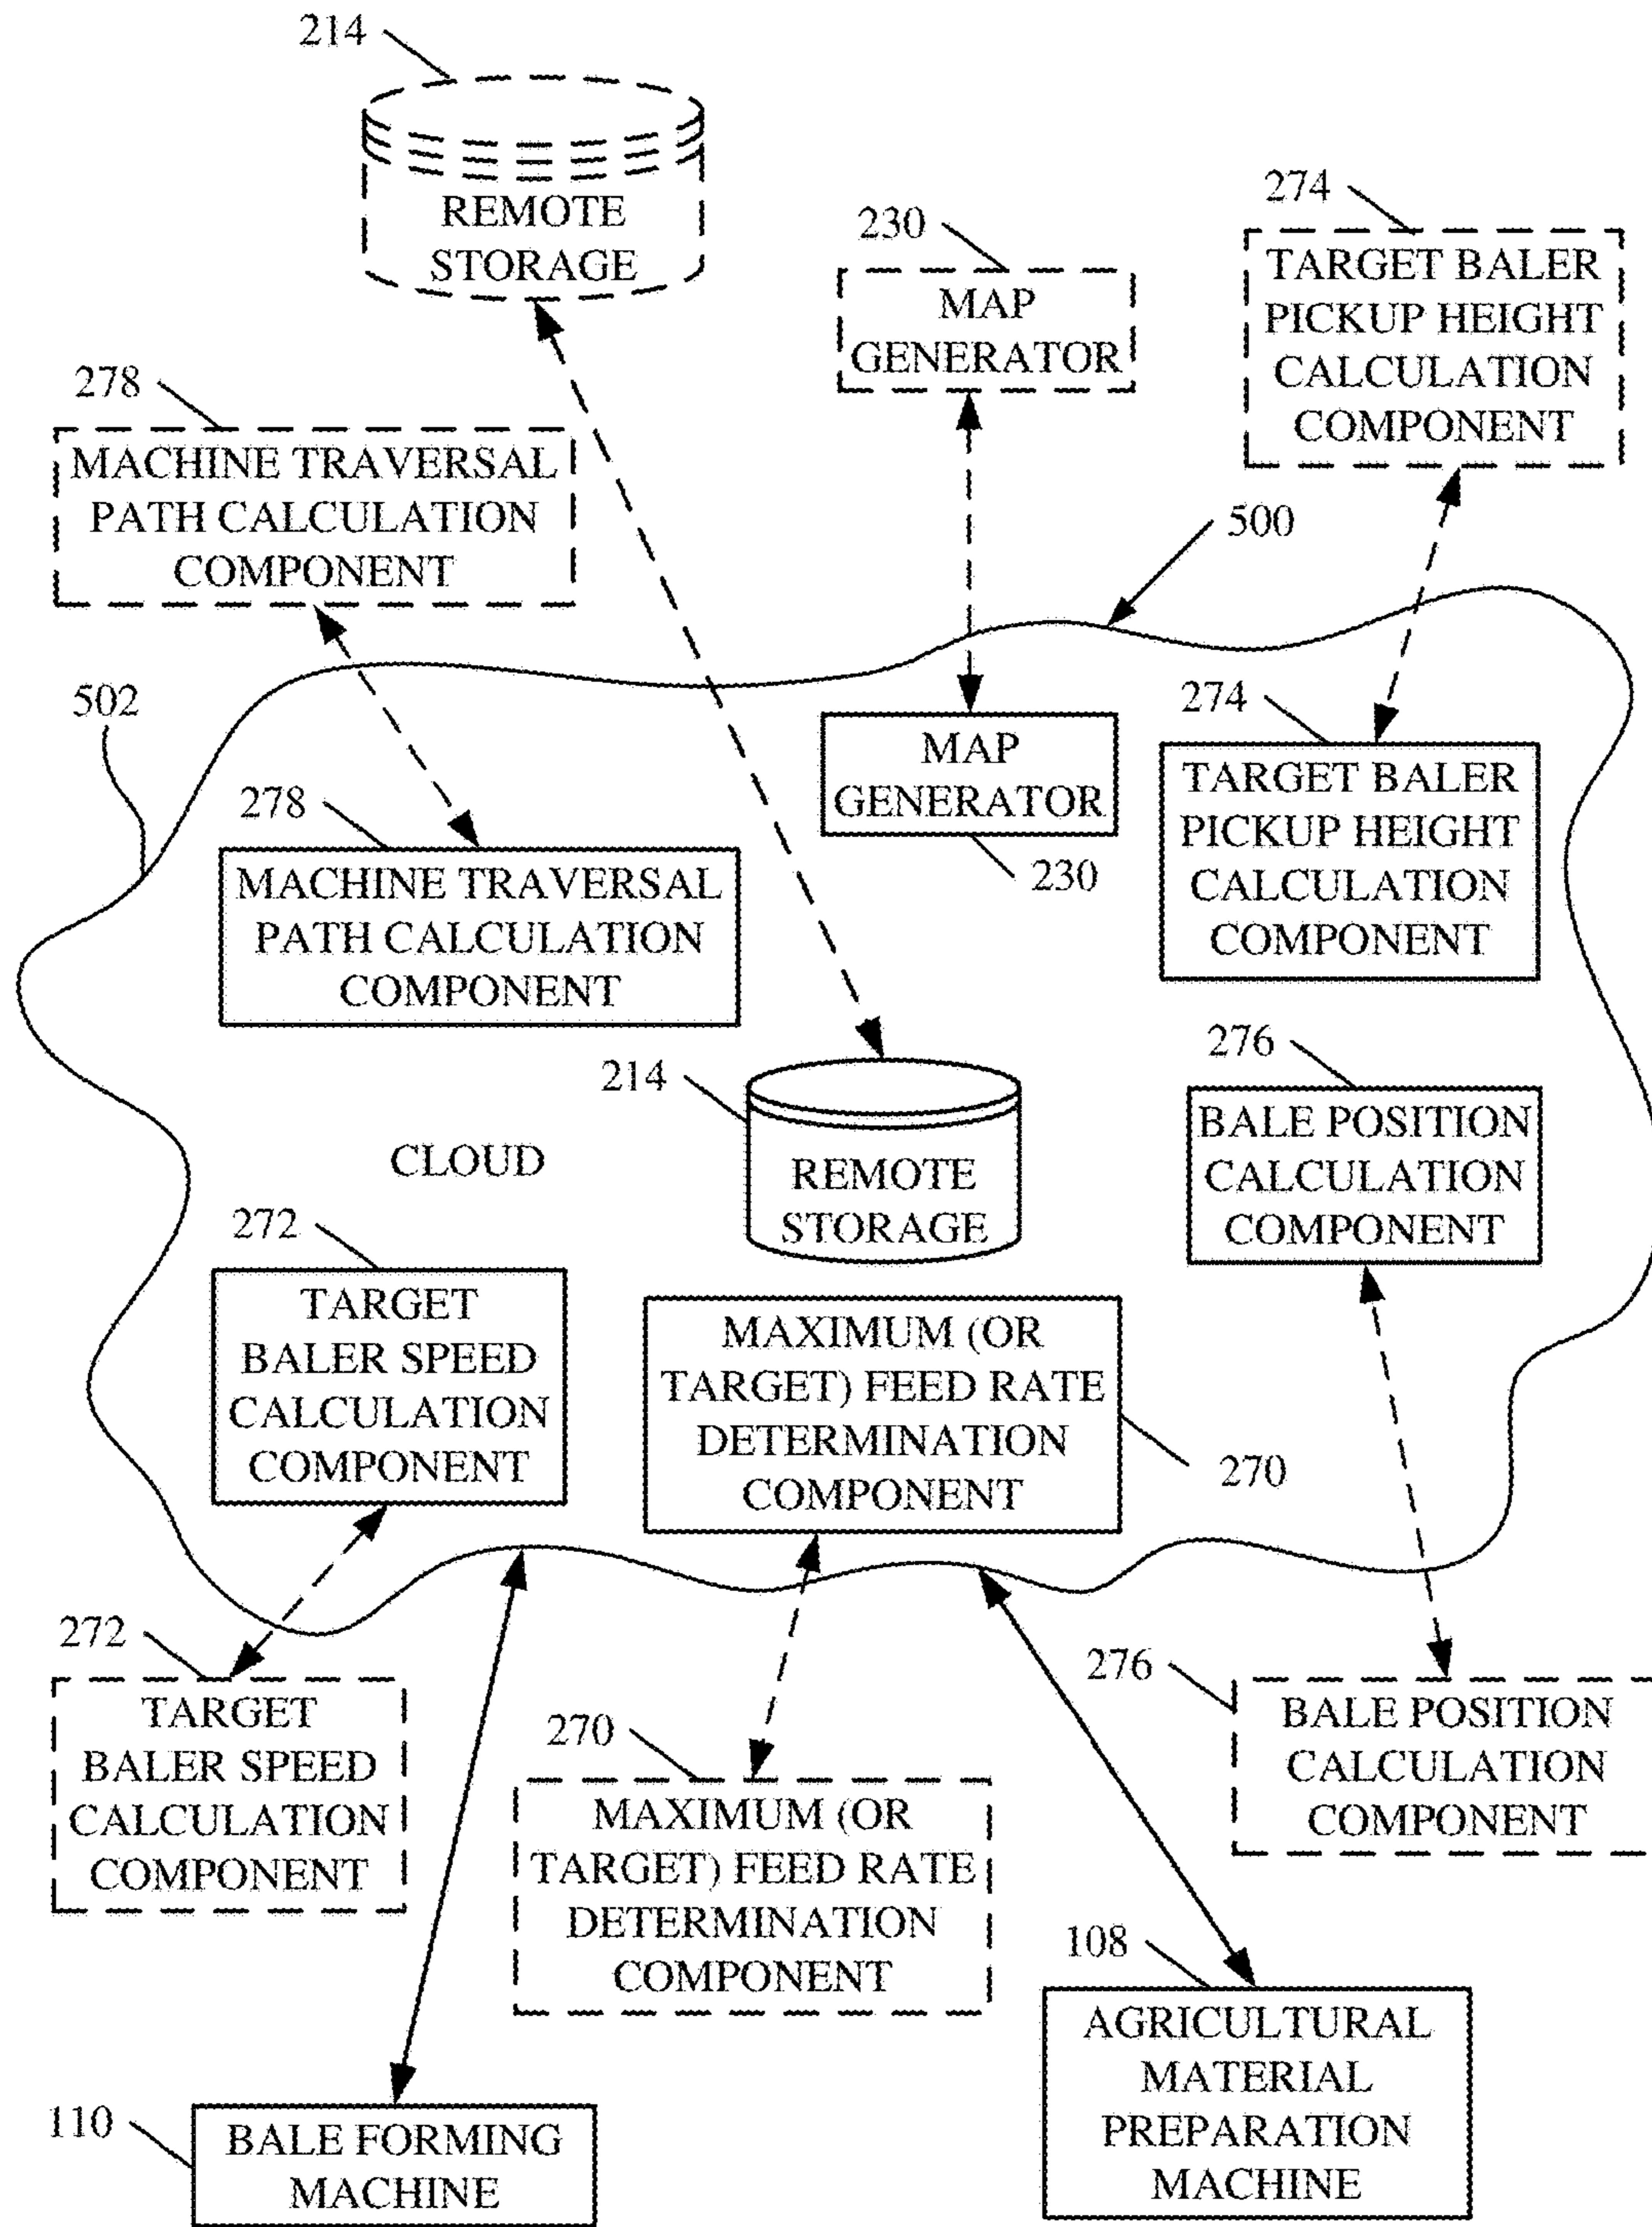 214
REMOTE
STORAGE
230
MAP
GENERATOR
274
TARGET BALER
PICKUP HEIGHT
CALCULATION
COMPONENT
278
MACHINE TRAVERSAL
PATH CALCULATION
COMPONENT
500
502
230
MAP
GENERATOR
274
TARGET BALER
PICKUP HEIGHT
CALCULATION
COMPONENT
278
MACHINE TRAVERSAL
PATH CALCULATION
COMPONENT
214
REMOTE
STORAGE
276
BALE POSITION
CALCULATION
COMPONENT
CLOUD
272
TARGET
BALER SPEED
CALCULATION
COMPONENT
MAXIMUM (OR
TARGET) FEED RATE
DETERMINATION
COMPONENT
270
272
TARGET
BALER SPEED
CALCULATION
COMPONENT
270
MAXIMUM (OR
TARGET) FEED RATE
DETERMINATION
COMPONENT
276
BALE POSITION
CALCULATION
COMPONENT
108
AGRICULTURAL
MATERIAL
PREPARATION
MACHINE
110
BALE FORMING
MACHINE